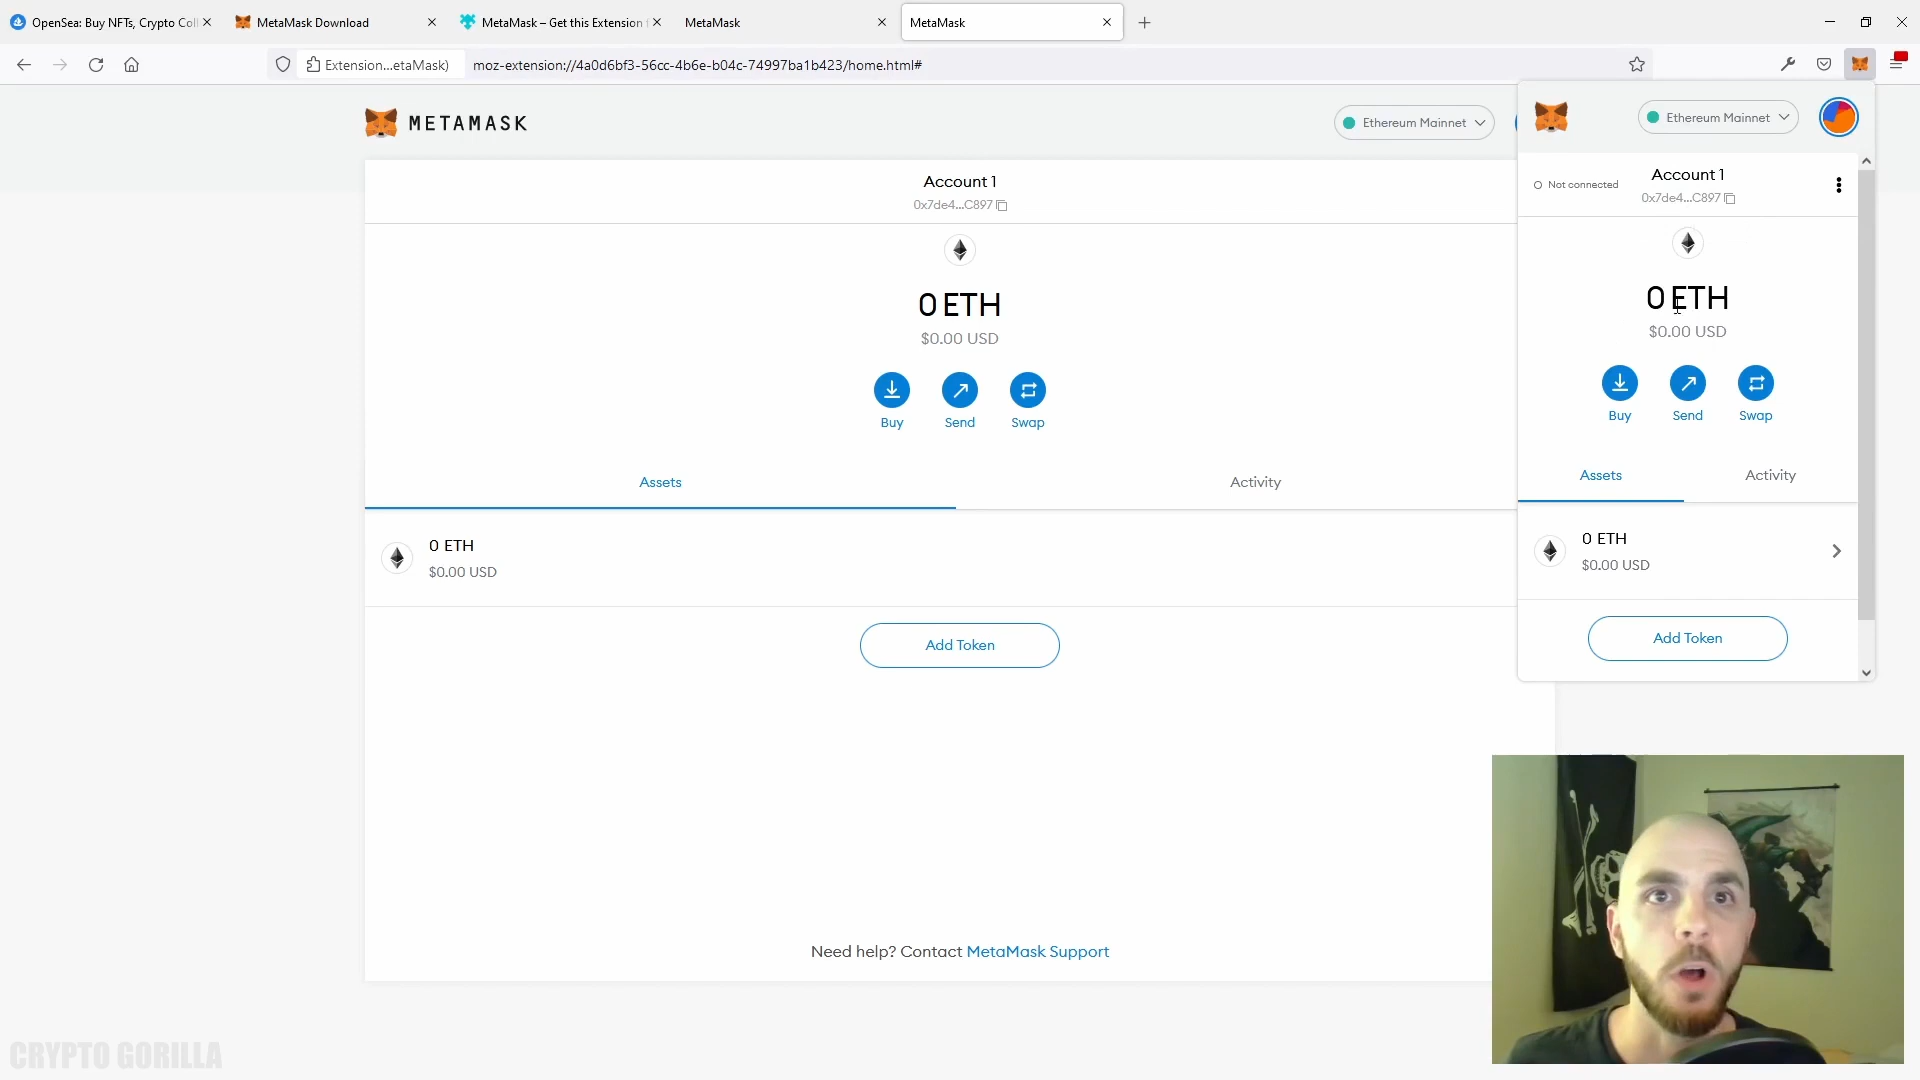 OpenSea: Buy NFTs, Crypto Col
MetaMask Download
MetaMask – Get this Extension f
MetaMask
MetaMask
Extension...etaMask)
moz-extension://4a0d6bf3-56cc-4b6e-b04c-74997ba1b423/home.html#
METAMASK
Ethereum Mainnet
Account 1
0x7de4...C897
0 ETH
$0.00 USD
Buy
Send
Swap
Assets
Activity
0 ETH
$0.00 USD
Add Token
Need help? Contact MetaMask Support
Ethereum Mainnet
Not connected
Account 1
0x7de4...C897
0 ETH
$0.00 USD
Buy
Send
Swap
Assets
Activity
0 ETH
$0.00 USD
Add Token
CRYPTO GORILLA